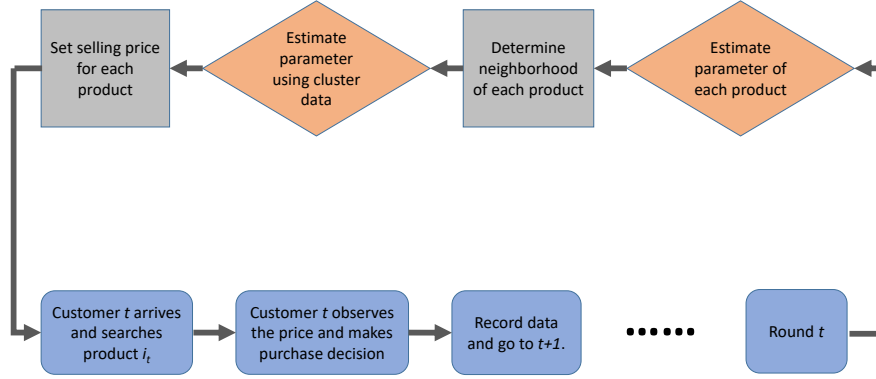 Set selling price
for each
product
Estimate
parameter
using cluster
data
Determine
neighborhood
of each product
Estimate
parameter of
each product
Customer t arrives
and searches
product i_t
Customer t observes
the price and makes
purchase decision
Record data
and go to t+1.
......
Round t